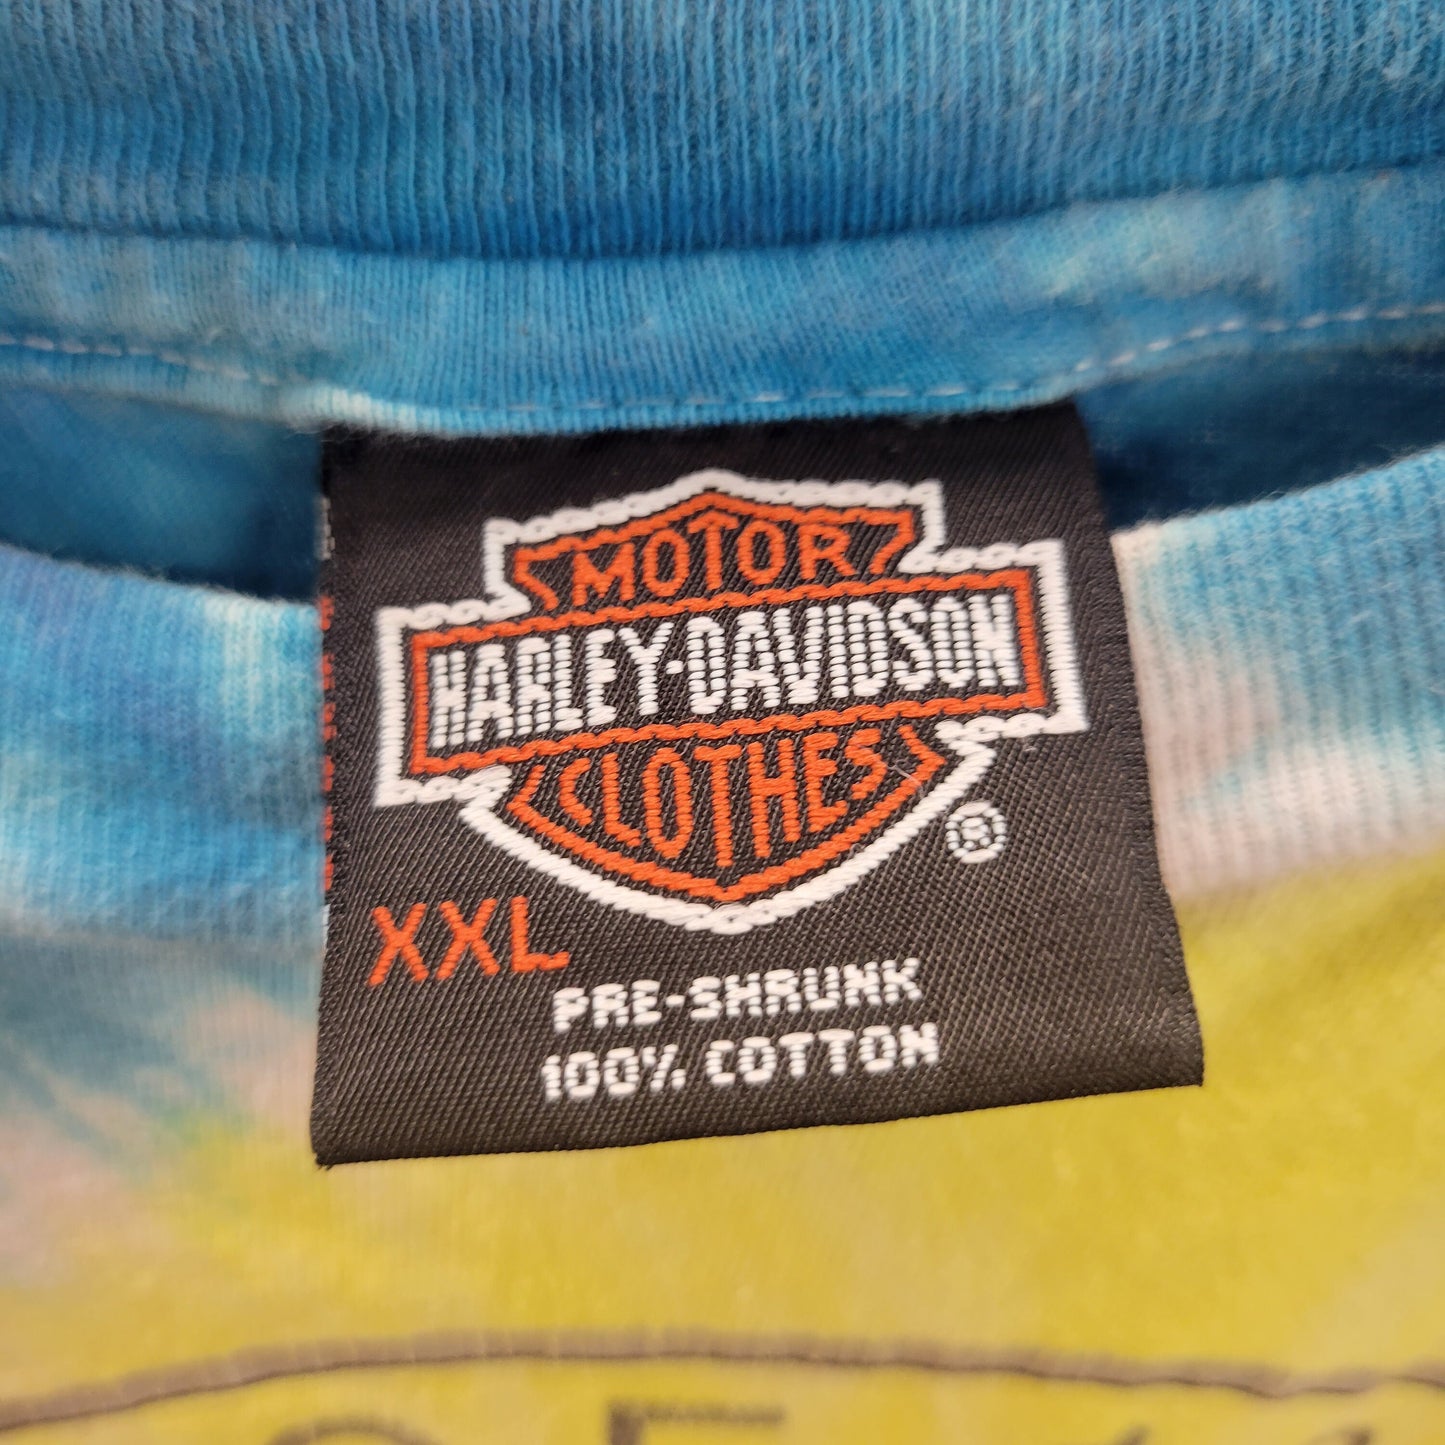 MOTOR
HARLEY-DAVIDSON
CLOTHES
®
XXL
PRE-SHRUNK
100% COTTON